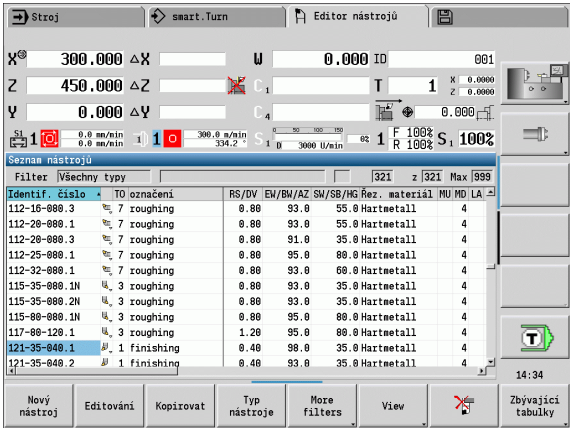 Stroj smart.Turn Editor nástrojů
X 300.000 ΔX U 0.000 ID 001
Z 450.000 ΔZ C 1 T 1 X 0.0000 Z 0.0000
Y 0.000 ΔY C 4 0.000
S1 1 0.0 mm/min 0.0 mm/min 1 1 300.0 m/min 334.2 ° S 1 0 50 100 150 D 3000 U/min 0% 1 F 100% R 100% S1 100%
Seznam nástrojů
Filter Všechny typy 321 z 321 Max 999
Identif. číslo TO označení RS/DV EW/BW/AZ SW/SB/HG Řez. materiál MU MD LA
112-16-080.3 7 roughing 0.80 93.0 55.0 Hartmetall 4
112-20-080.1 7 roughing 0.80 93.0 55.0 Hartmetall 4
112-20-080.3 7 roughing 0.80 91.0 35.0 Hartmetall 4
112-25-080.1 7 roughing 0.80 95.0 80.0 Hartmetall 4
112-32-080.1 7 roughing 0.80 93.0 60.0 Hartmetall 4
115-35-080.1N 3 roughing 0.80 93.0 35.0 Hartmetall 4
115-35-080.2N 3 roughing 0.80 93.0 35.0 Hartmetall 4
115-80-080.1N 3 roughing 0.80 95.0 80.0 Hartmetall 4
117-80-120.1 3 roughing 1.20 95.0 80.0 Hartmetall 4
121-35-040.1 1 finishing 0.40 98.0 35.0 Hartmetall 4
121-35-040.2 1 finishing 0.40 93.0 35.0 Hartmetall 4
T
14:34
Nový nástroj
Editování
Kopírovat
Typ nástroje
More filters
View
Zbývající tabulky